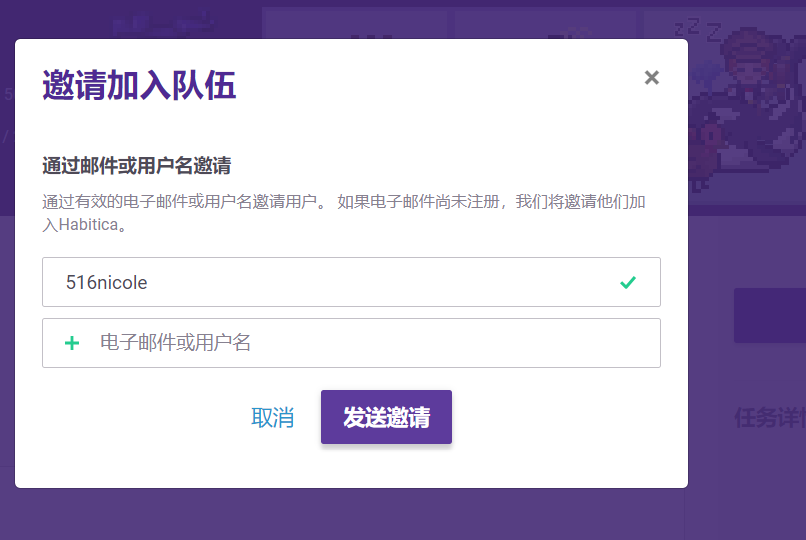 邀请加入队伍
通过邮件或用户名邀请
通过有效的电子邮件或用户名邀请用户。 如果电子邮件尚未注册，我们将邀请他们加
入Habitica。
516nicole
电子邮件或用户名
取消
发送邀请
任务详情